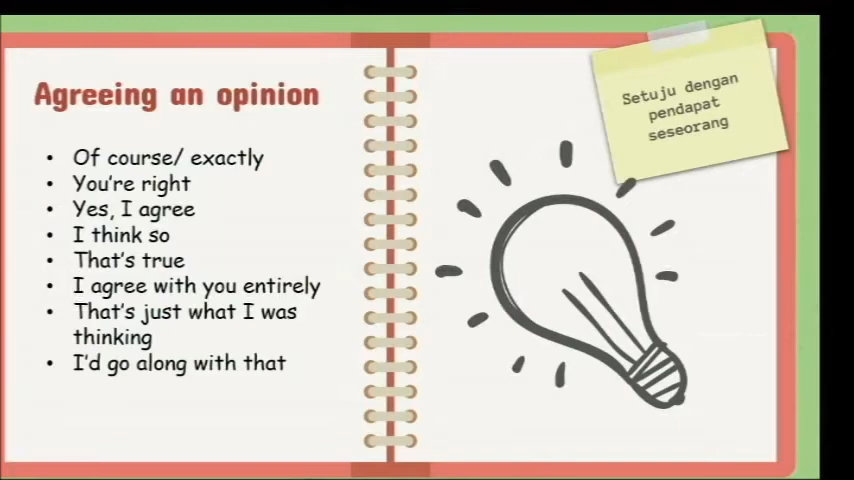 Agreeing an opinion
• Of course/ exactly
• You're right
• Yes, I agree
• I think so
• That's true
• I agree with you entirely
• That's just what I was
thinking
• I'd go along with that
Setuju dengan
pendapat
seseorang